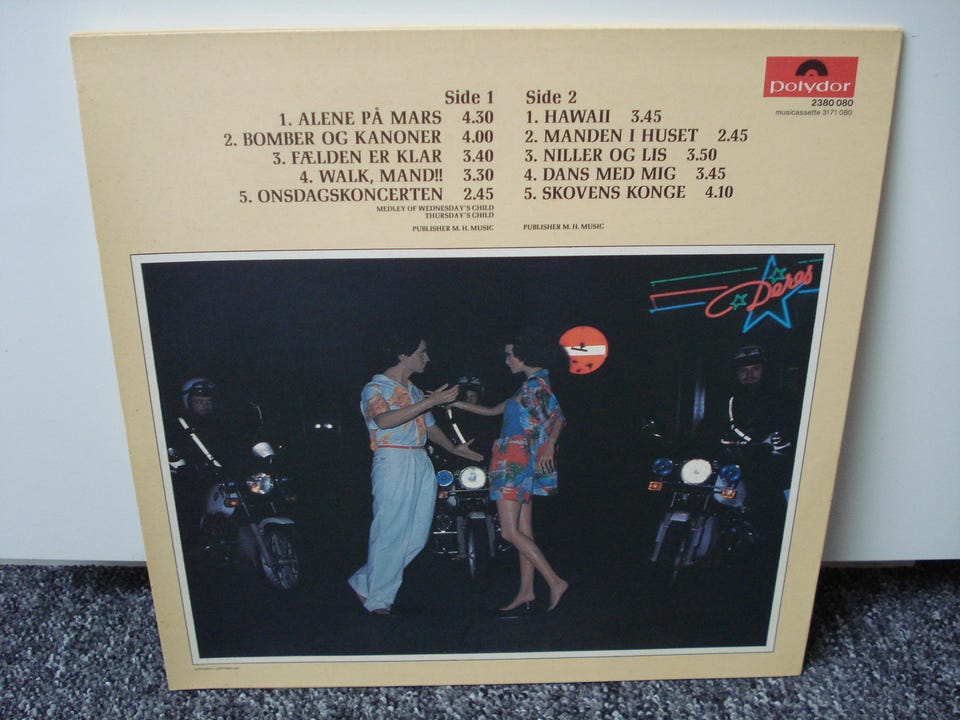 Side 1
1. ALENE PÅ MARS 4.30
2. BOMBER OG KANONER 4.00
3. FÆLDEN ER KLAR 3.40
4. WALK, MAND!! 3.30
5. ONSDAGSKONCERTEN 2.45
MEDLEY OF WEDNESDAY'S CHILD
THURSDAY'S CHILD
PUBLISHER M. H. MUSIC
Side 2
1. HAWAII 3.45
2. MANDEN I HUSET 2.45
3. NILLER OG LIS 3.50
4. DANS MED MIG 3.45
5. SKOVENS KONGE 4.10
PUBLISHER M. H. MUSIC
polydor
2380 080
musicassette 3171 080